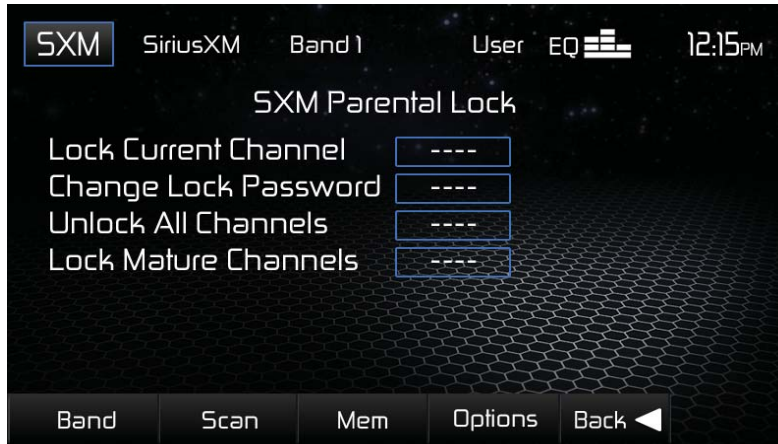 SXM SiriusXM Band 1 User EQ 12:15PM
SXM Parental Lock
Lock Current Channel ----
Change Lock Password ----
Unlock All Channels ----
Lock Mature Channels ----
Band Scan Mem Options Back